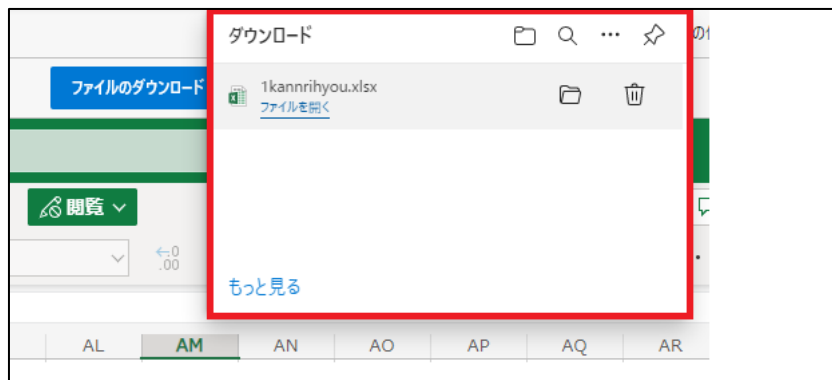 ダウンロード
ファイルのダウンロード
1kannrihyou.xlsx
ファイルを開く
閲覧
.00
もっと見る
AL AM AN AO AP AQ AR